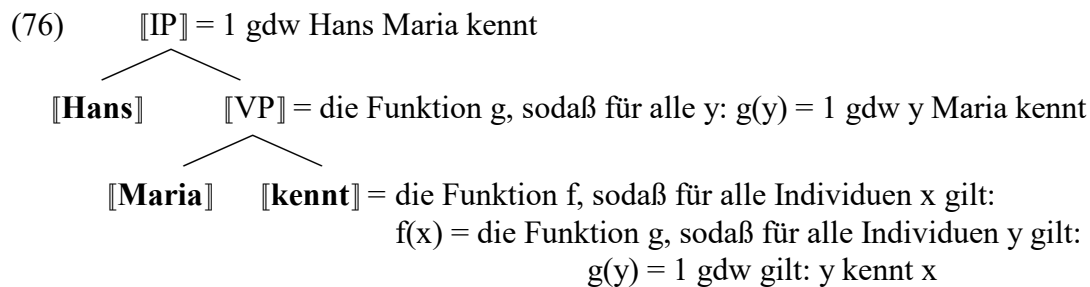 (76) ⟦IP⟧ = 1 gdw Hans Maria kennt
⟦Hans⟧ ⟦VP⟧ = die Funktion g, sodaß für alle y: g(y) = 1 gdw y Maria kennt
⟦Maria⟧ ⟦kennt⟧ = die Funktion f, sodaß für alle Individuen x gilt:
f(x) = die Funktion g, sodaß für alle Individuen y gilt:
g(y) = 1 gdw gilt: y kennt x